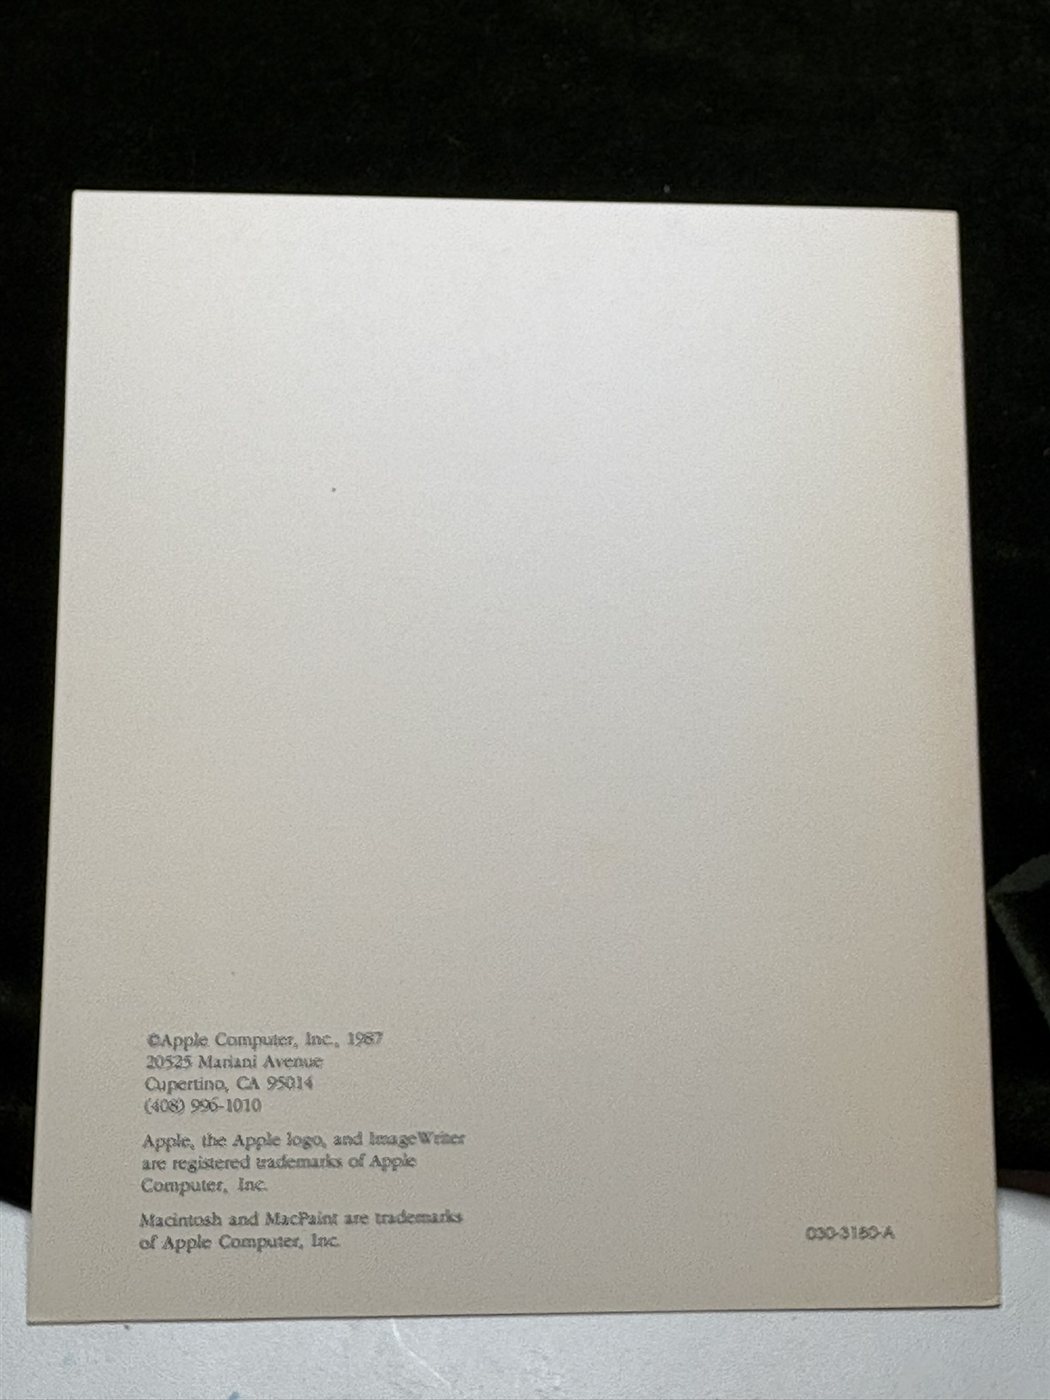 ©Apple Computer, Inc., 1987
20525 Mariani Avenue
Cupertino, CA 95014
(408) 996-1010
Apple, the Apple logo, and ImageWriter
are registered trademarks of Apple
Computer, Inc.
Macintosh and MacPaint are trademarks
of Apple Computer, Inc.
030-3180-A